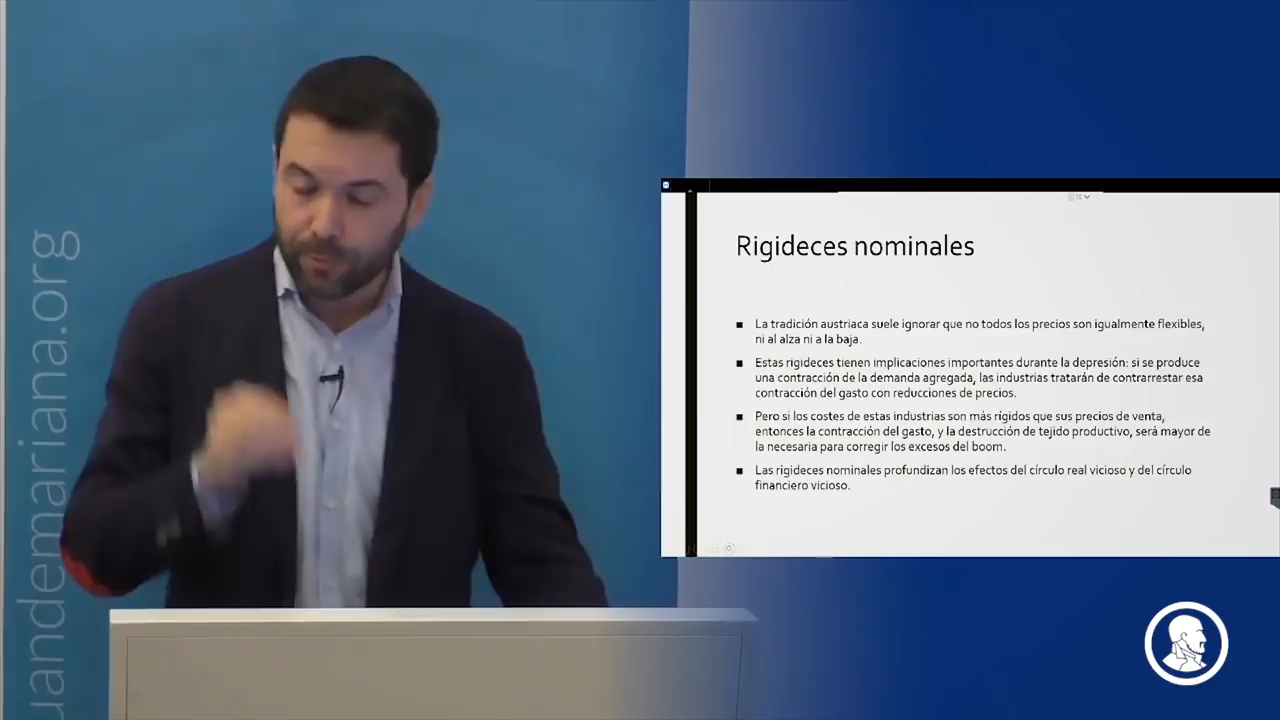 uandemariana.org
Rigideces nominales
La tradición austriaca suele ignorar que no todos los precios son igualmente flexibles,
ni al alza ni a la baja.
Estas rigideces tienen implicaciones importantes durante la depresión: si se produce
una contracción de la demanda agregada, las industrias tratarán de contrarrestar esa
contracción del gasto con reducciones de precios.
Pero si los costes de estas industrias son más rígidos que sus precios de venta,
entonces la contracción del gasto, y la destrucción de tejido productivo, será mayor de
la necesaria para corregir los excesos del boom.
Las rigideces nominales profundizan los efectos del círculo real vicioso y del círculo
financiero vicioso.